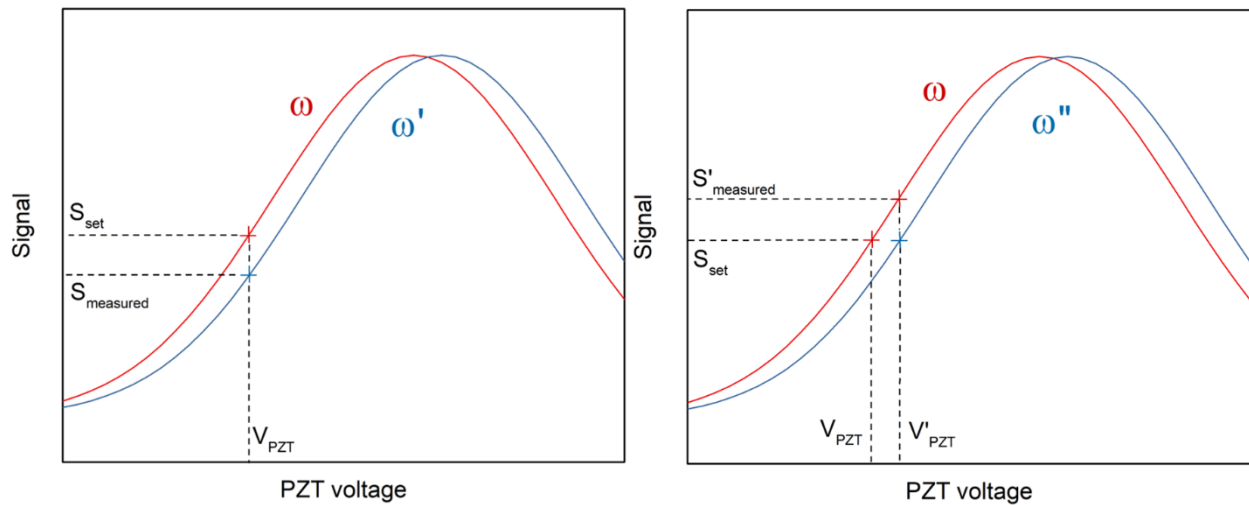 Signal
ω
ω'
S_set
S_measured
V_PZT
PZT voltage
Signal
ω
ω"
S'_measured
S_set
V_PZT
V'_PZT
PZT voltage